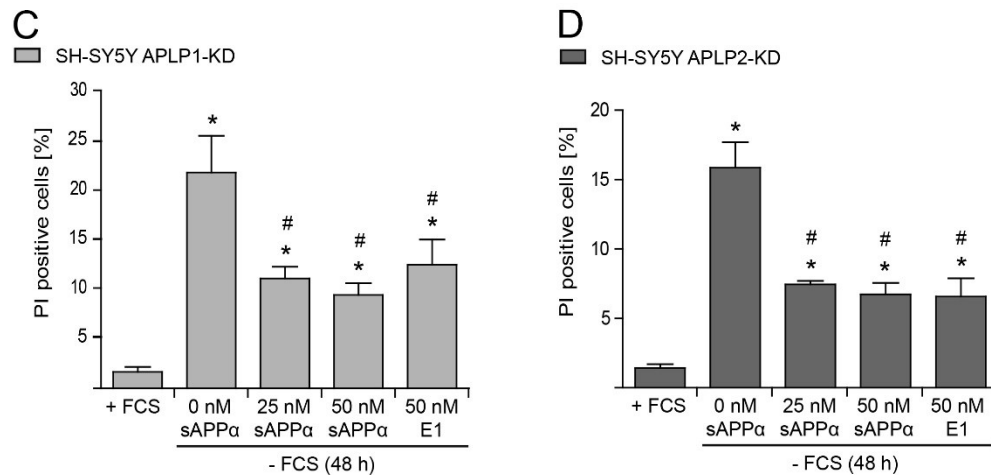 C
SH-SY5Y APLP1-KD
PI positive cells [%]
30
25
20
15
10
5
*
#
*
#
*
#
*
+ FCS
0 nM
sAPPα
25 nM
sAPPα
50 nM
sAPPα
50 nM
E1
- FCS (48 h)
D
SH-SY5Y APLP2-KD
PI positive cells [%]
20
15
10
5
*
#
*
#
*
#
*
+ FCS
0 nM
sAPPα
25 nM
sAPPα
50 nM
sAPPα
50 nM
E1
- FCS (48 h)